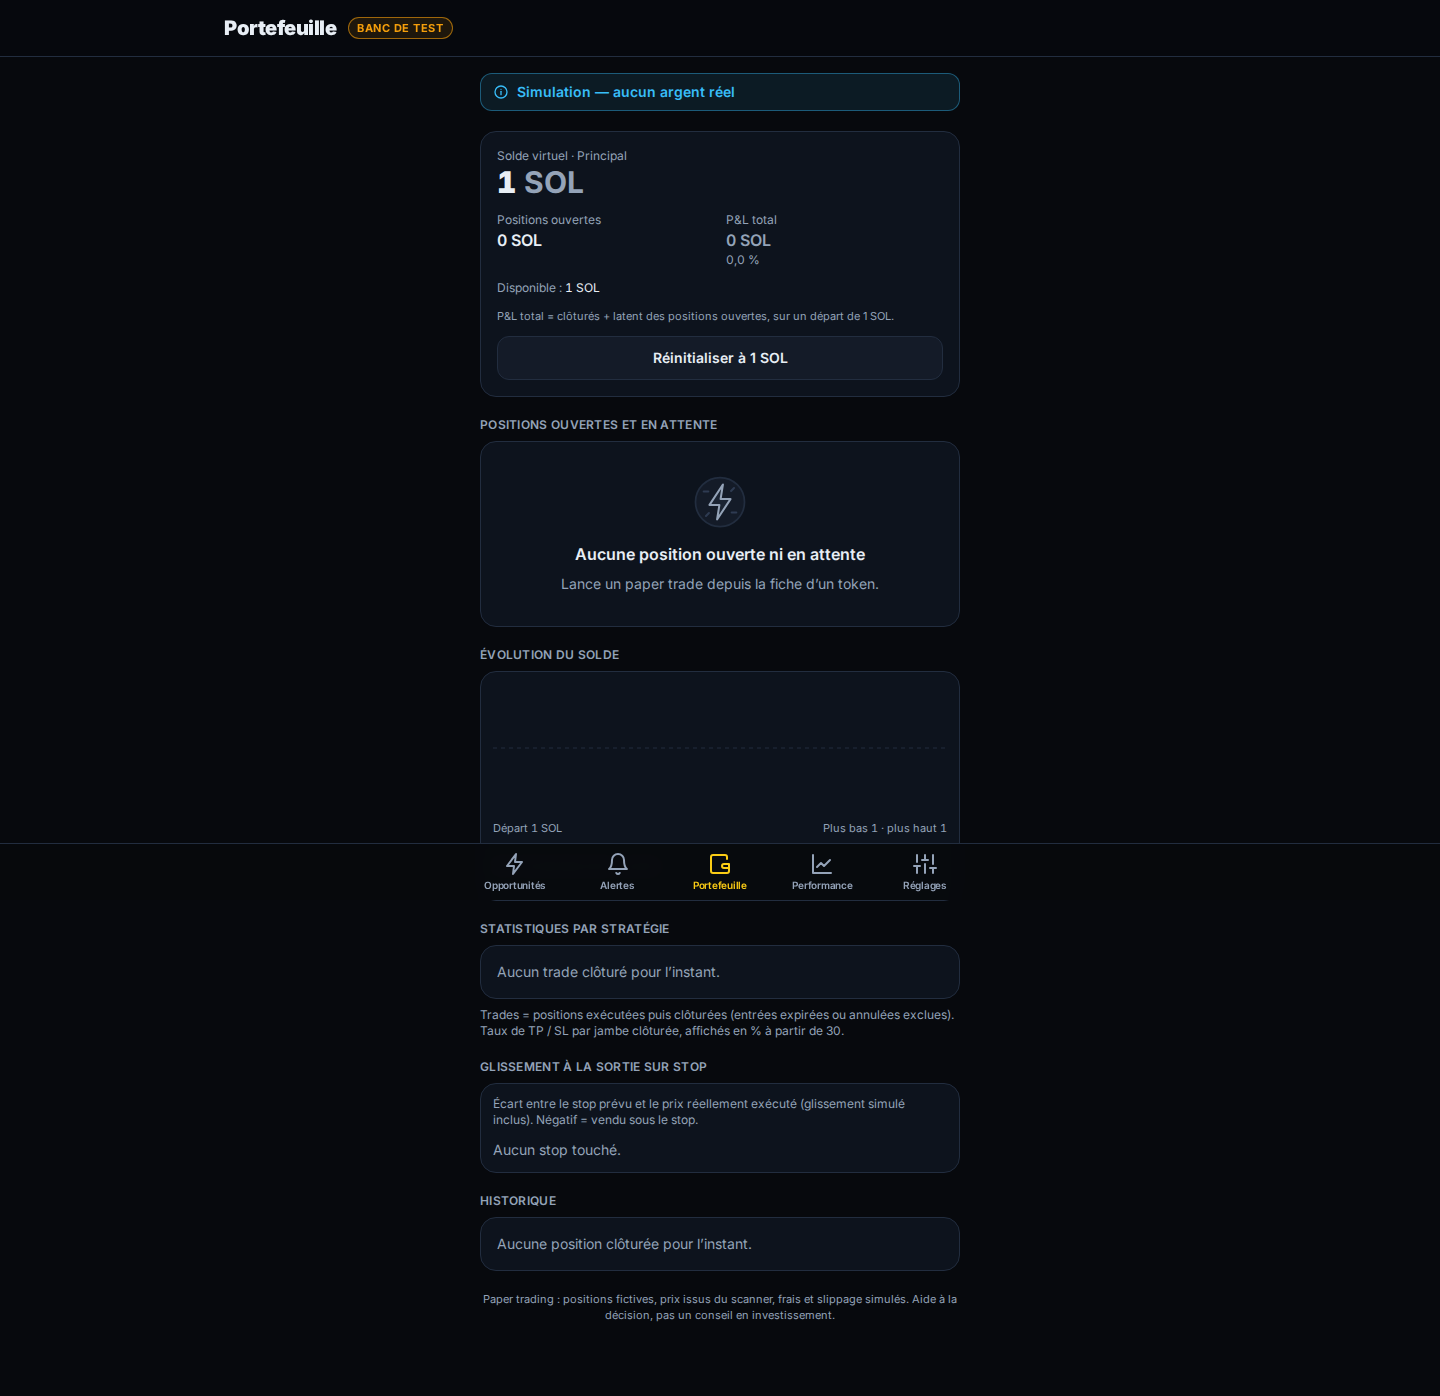 Portefeuille BANC DE TEST
Simulation — aucun argent réel
Solde virtuel · Principal
1 SOL
Positions ouvertes P&L total
0 SOL 0 SOL
0,0 %
Disponible : 1 SOL
P&L total = clôturés + latent des positions ouvertes, sur un départ de 1 SOL.
Réinitialiser à 1 SOL
POSITIONS OUVERTES ET EN ATTENTE
Aucune position ouverte ni en attente
Lance un paper trade depuis la fiche d’un token.
ÉVOLUTION DU SOLDE
Départ 1 SOL Plus bas 1 · plus haut 1
Opportunités Alertes Portefeuille Performance Réglages
STATISTIQUES PAR STRATÉGIE
Aucun trade clôturé pour l’instant.
Trades = positions exécutées puis clôturées (entrées expirées ou annulées exclues).
Taux de TP / SL par jambe clôturée, affichés en % à partir de 30.
GLISSEMENT À LA SORTIE SUR STOP
Écart entre le stop prévu et le prix réellement exécuté (glissement simulé
inclus). Négatif = vendu sous le stop.
Aucun stop touché.
HISTORIQUE
Aucune position clôturée pour l’instant.
Paper trading : positions fictives, prix issus du scanner, frais et slippage simulés. Aide à la
décision, pas un conseil en investissement.